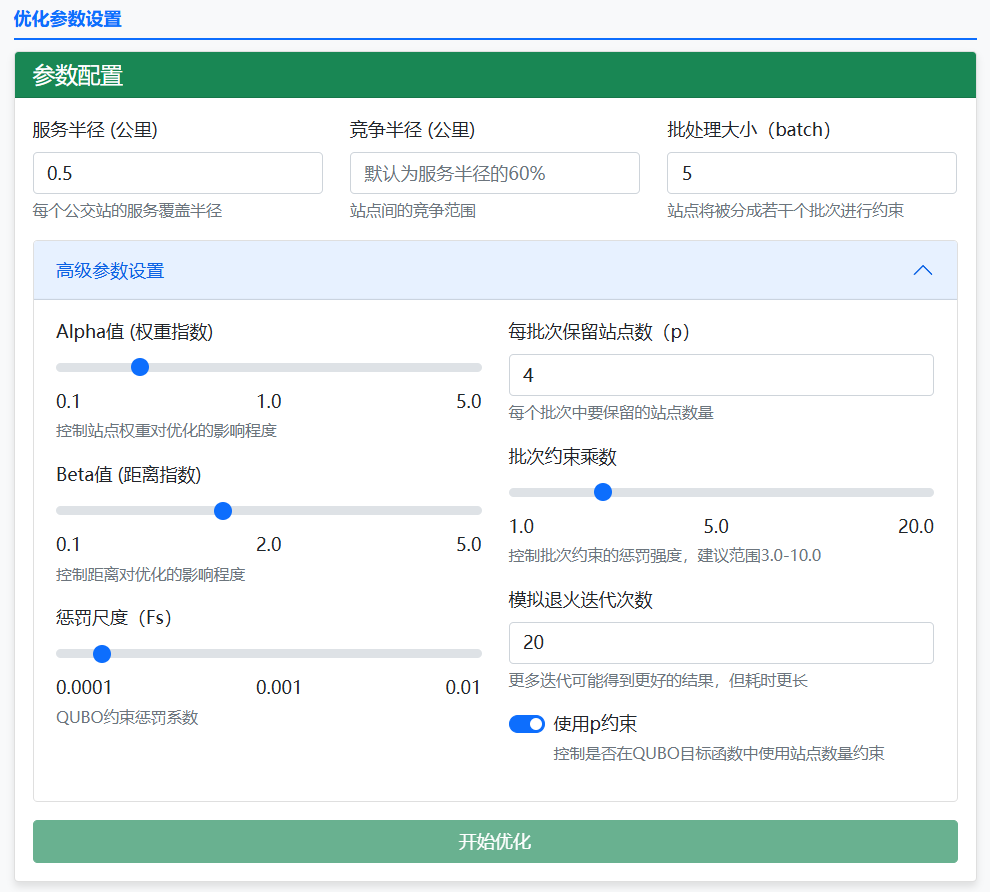 优化参数设置
参数配置
服务半径 (公里)
0.5
每个公交站的服务覆盖半径
竞争半径 (公里)
默认为服务半径的60%
站点间的竞争范围
批处理大小（batch）
5
站点将被分成若干个批次进行约束
高级参数设置
Alpha值 (权重指数)
0.1 1.0 5.0
控制站点权重对优化的影响程度
Beta值 (距离指数)
0.1 2.0 5.0
控制距离对优化的影响程度
惩罚尺度（Fs）
0.0001 0.001 0.01
QUBO约束惩罚系数
每批次保留站点数（p）
4
每个批次中要保留的站点数量
批次约束乘数
1.0 5.0 20.0
控制批次约束的惩罚强度，建议范围3.0-10.0
模拟退火迭代次数
20
更多迭代可能得到更好的结果，但耗时更长
使用p约束
控制是否在QUBO目标函数中使用站点数量约束
开始优化